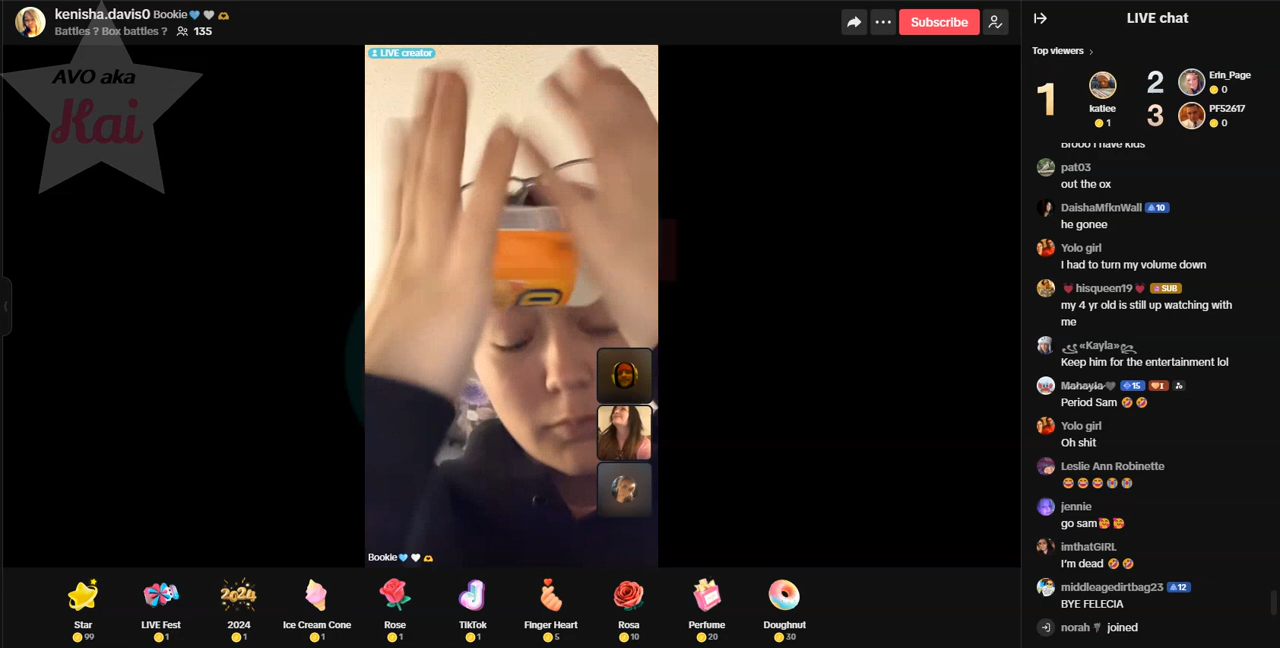 kenisha.davis0 Bookie💙🤍🫶
Battles ? Box battles ? 135
Subscribe
AVO aka
Kai
LIVE creator
Bookie💙🤍🫶
Star
99
LIVE Fest
1
2024
1
Ice Cream Cone
1
Rose
1
TikTok
1
Finger Heart
5
Rosa
10
Perfume
20
Doughnut
30
LIVE chat
Top viewers
1
katlee
1
2
Erin_Page
0
3
PF52617
0
Brooo I have kids
pat03
out the ox
DaishaMfknWall 10
he gonee
Yolo girl
I had to turn my volume down
💗hisqueen19💗 SUB
my 4 yr old is still up watching with
me
«Kayla»
Keep him for the entertainment lol
Mahayla🖤 15 I
Period Sam 🤣 🤣
Yolo girl
Oh shit
Leslie Ann Robinette
😂 😂 😂 😭 😭
jennie
go sam🥰 🥰
imthatGIRL
I'm dead 🤣 🤣
middleagedirtbag23 12
BYE FELECIA
norah joined